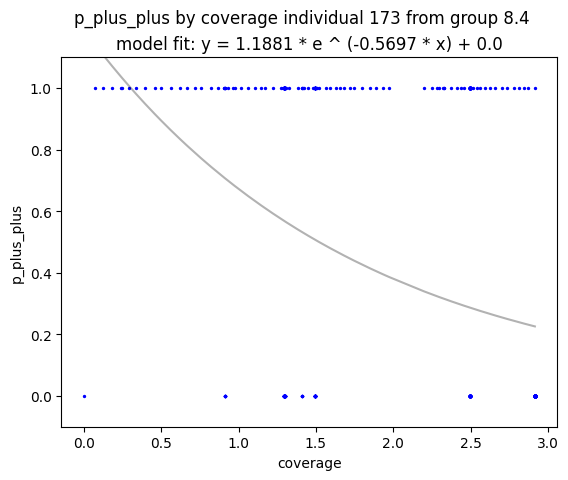 p_plus_plus by coverage individual 173 from group 8.4
model fit: y = 1.1881 * e ^ (-0.5697 * x) + 0.0
1.0
0.8
0.6
0.4
0.2
0.0
p_plus_plus
0.0 0.5 1.0 1.5 2.0 2.5 3.0
coverage